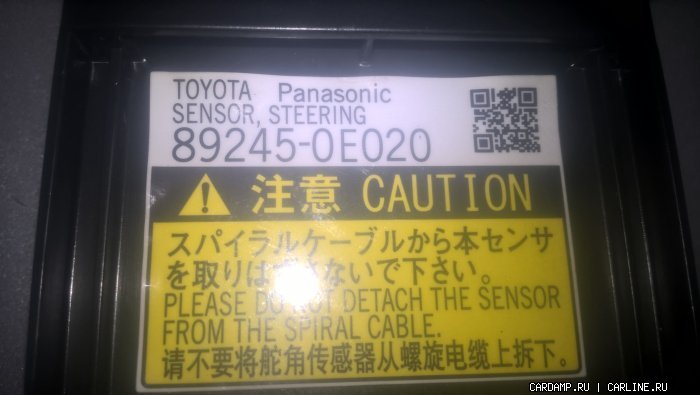 TOYOTA Panasonic
SENSOR, STEERING
89245-0E020
注意 CAUTION
スパイラルケーブルから本センサ
を取りは ないで下さい。
PLEASE DO NOT DETACH THE SENSOR
FROM THE SPIRAL CABLE.
请不要将舵角传感器从螺旋电缆上拆下。
CARDAMP.RU | CARLINE.RU